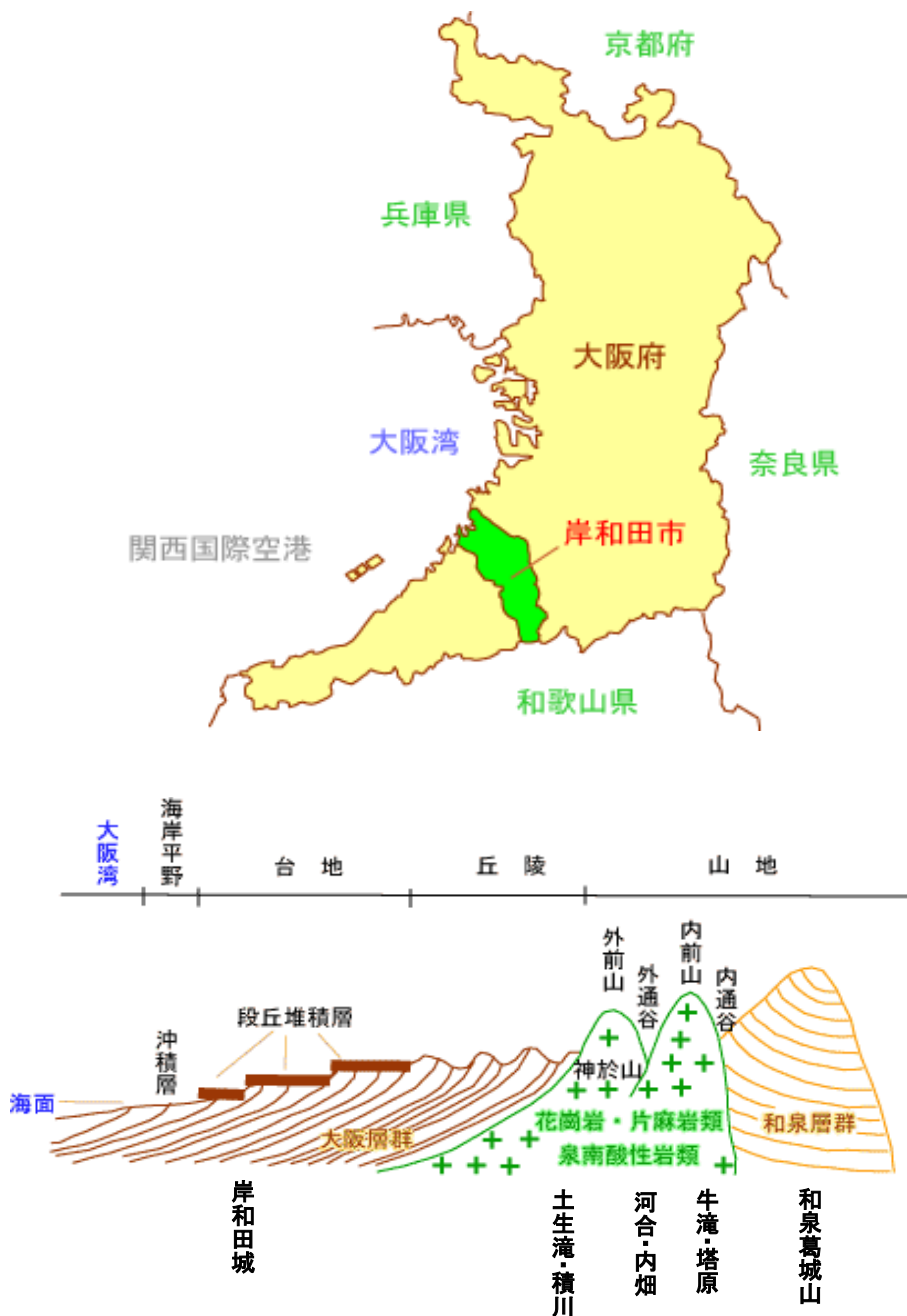 京都府
兵庫県
大阪府
大阪湾
奈良県
岸和田市
関西国際空港
和歌山県
大阪湾
海岸平野
台地
丘陵
山地
外前山
外通谷
内前山
内通谷
段丘堆積層
沖積層
神於山
海面
花崗岩・片麻岩類
泉南酸性岩類
大阪層群
和泉層群
岸和田城
土生滝・積川
河合・内畑
牛滝・塔原
和泉葛城山